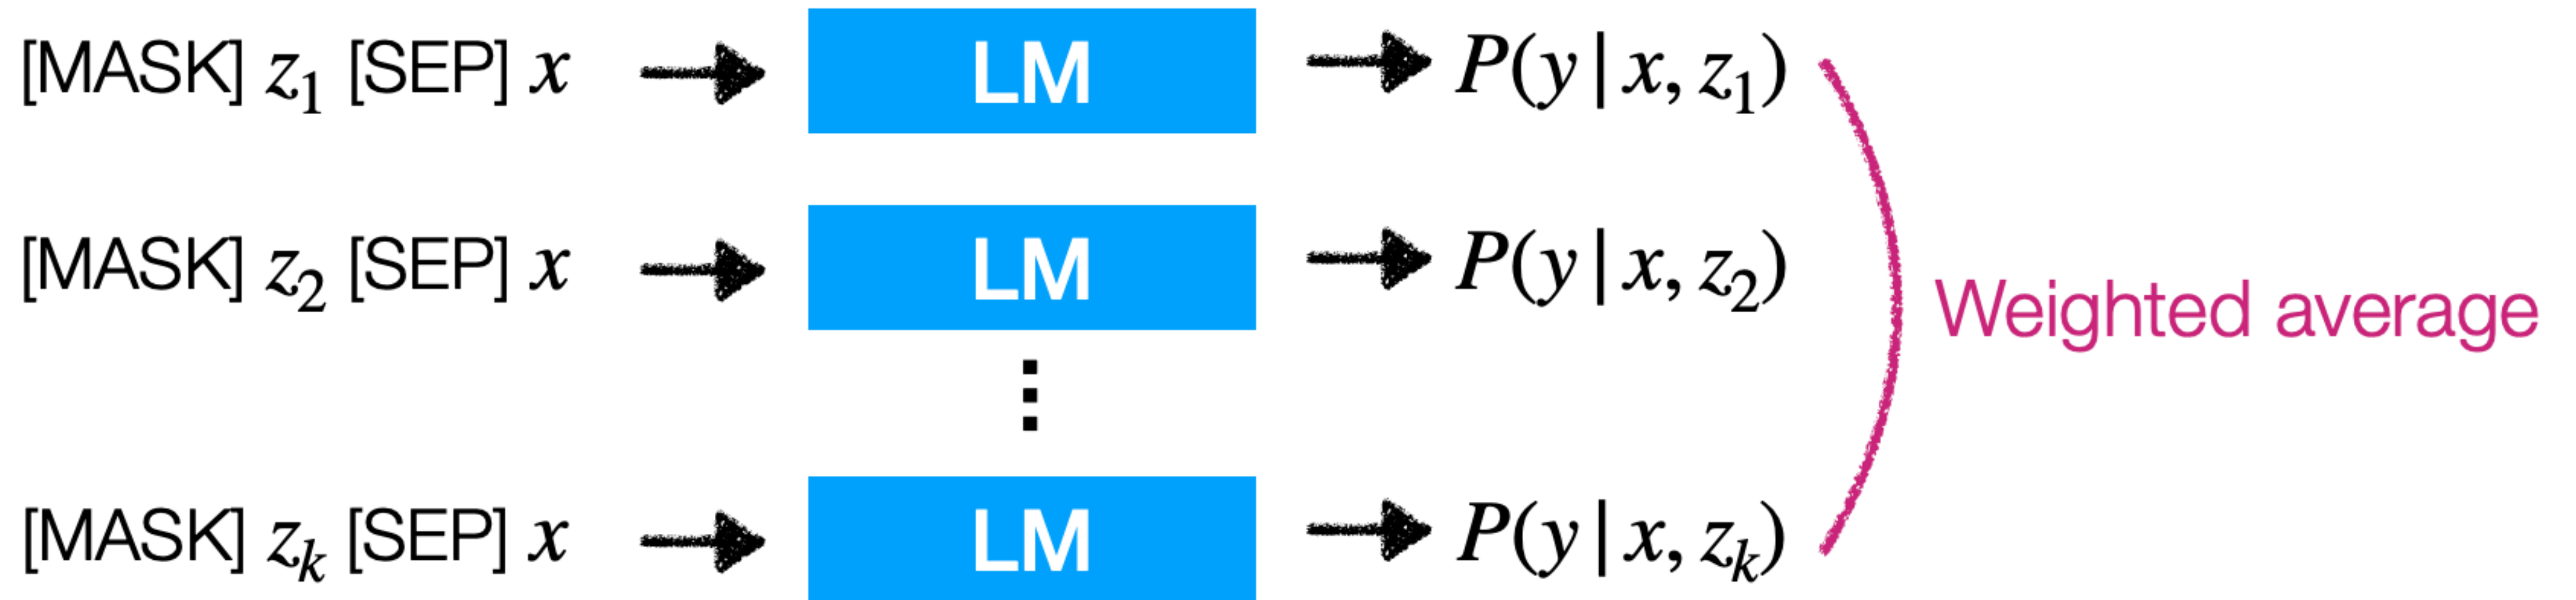 [MASK] z₁ [SEP] x LM P(y | x, z₁)
[MASK] z₂ [SEP] x LM P(y | x, z₂)
Weighted average
⋮
[MASK] zₖ [SEP] x LM P(y | x, zₖ)